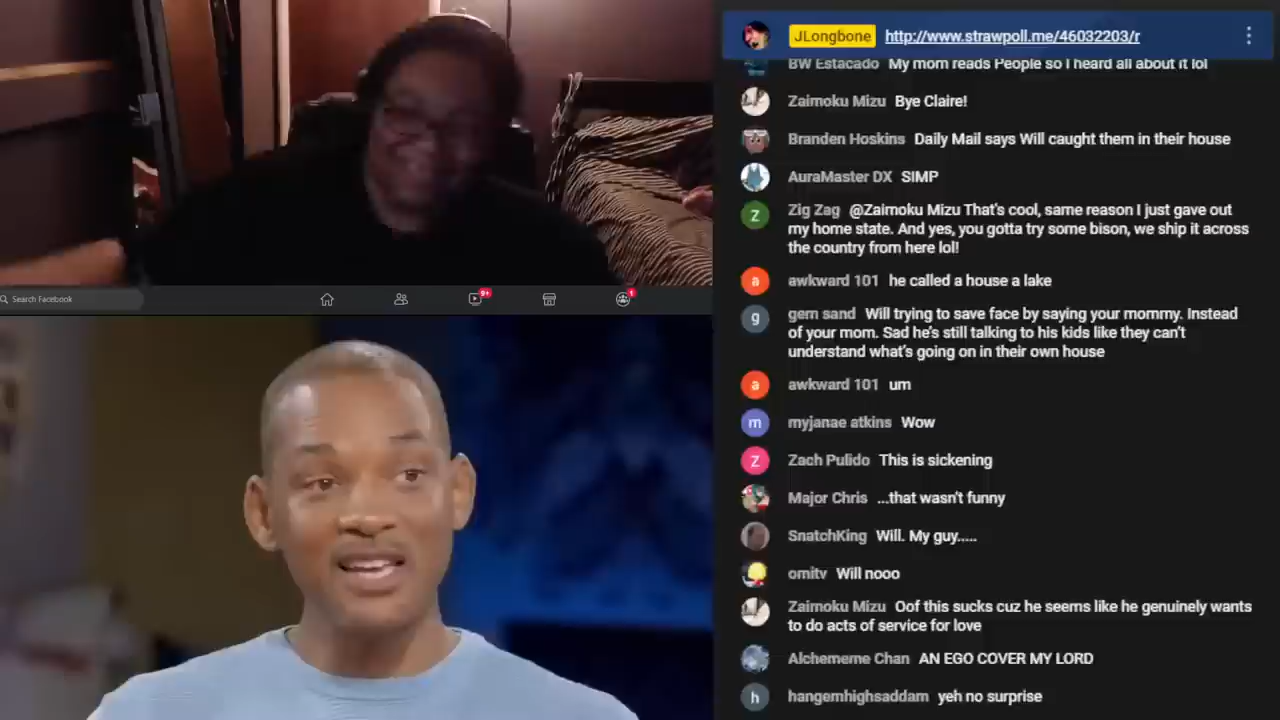 JLongbone http://www.strawpoll.me/46032203/r
BW Estacado My mom reads People so I heard all about it lol
Zaimoku Mizu Bye Claire!
Branden Hoskins Daily Mail says Will caught them in their house
AuraMaster DX SIMP
Z
Zig Zag @Zaimoku Mizu That's cool, same reason I just gave out
my home state. And yes, you gotta try some bison, we ship it across
the country from here lol!
a awkward 101 he called a house a lake
g
gem sand Will trying to save face by saying your mommy. Instead
of your mom. Sad he's still talking to his kids like they can't
understand what's going on in their own house
a awkward 101 um
m myjanae atkins Wow
Z Zach Pulido This is sickening
Major Chris ...that wasn't funny
SnatchKing Will. My guy.....
omitv Will nooo
Zaimoku Mizu Oof this sucks cuz he seems like he genuinely wants
to do acts of service for love
Alchememe Chan AN EGO COVER MY LORD
h hangemhighsaddam yeh no surprise
Search Facebook
9+
1